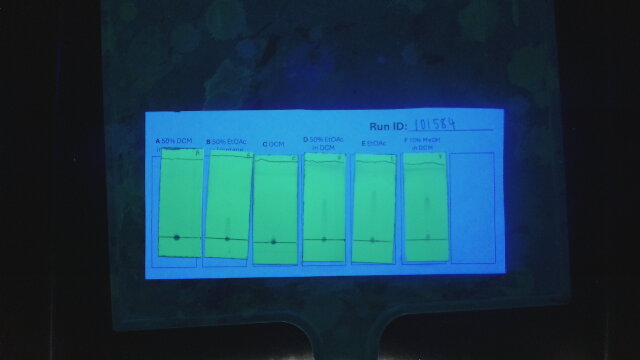 Run ID: 101584
A 50% DCM
B 50% EtOAc
C DCM
D 50% EtOAc
in DCM
E EtOAc
F 10% MeOH
in DCM